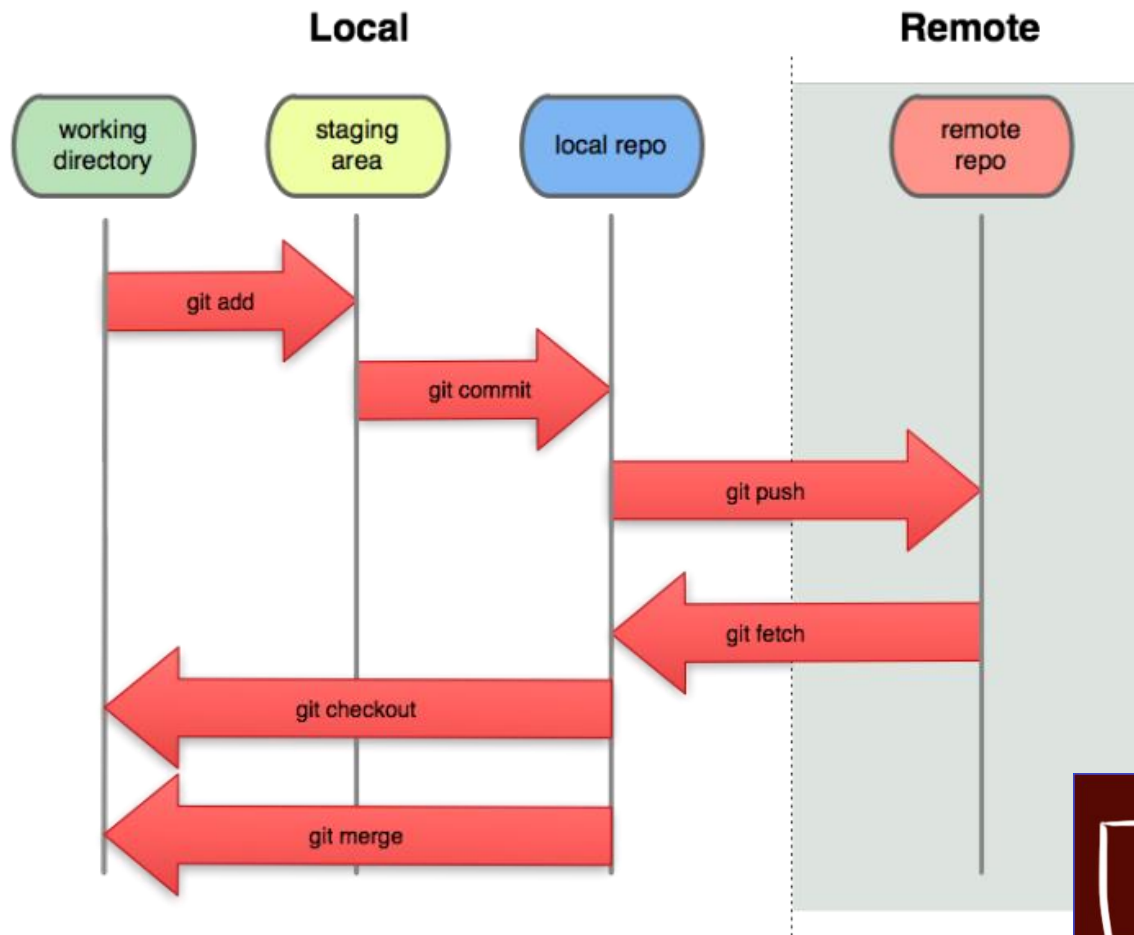 Local
Remote
working
directory
staging
area
local repo
remote
repo
git add
git commit
git push
git fetch
git checkout
git merge